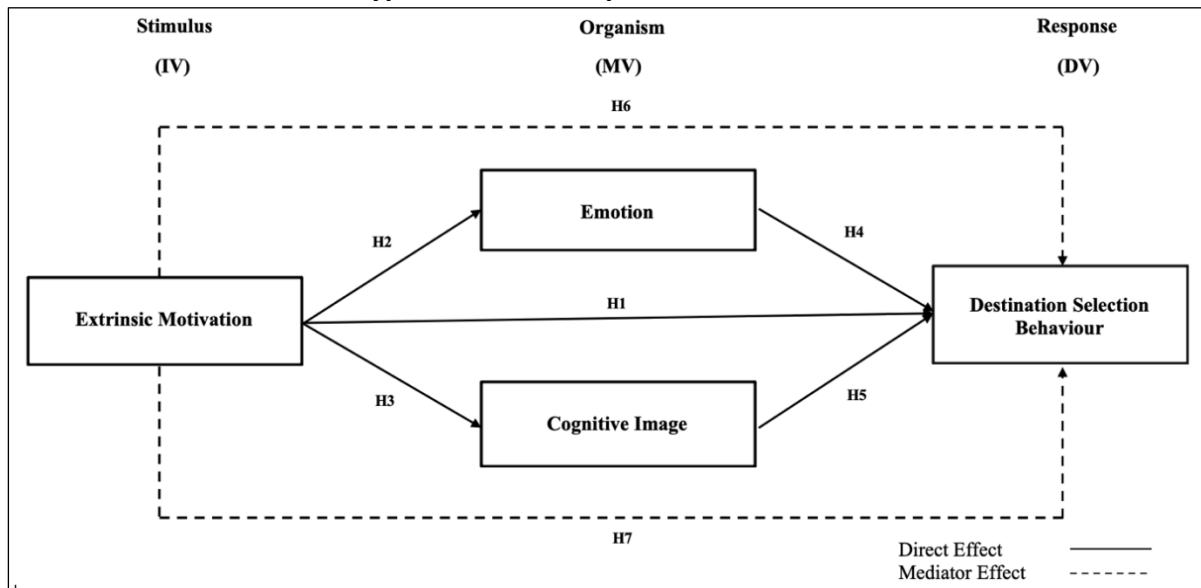 Stimulus
Organism
Response
(IV)
(MV)
(DV)
H6
Emotion
H2
H4
Extrinsic Motivation
H1
Destination Selection
Behaviour
H3
H5
Cognitive Image
H7
Direct Effect
Mediator Effect